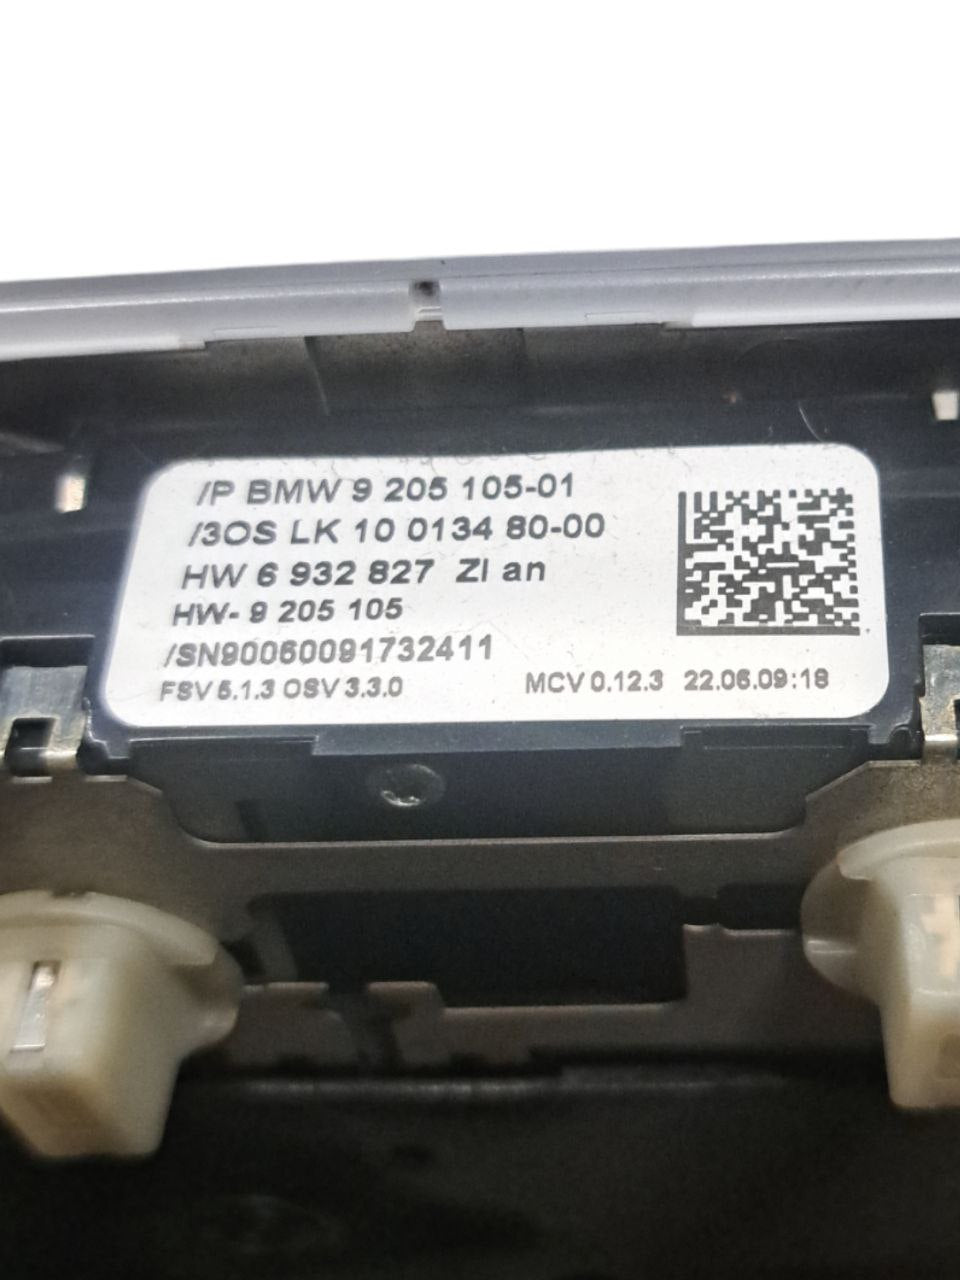 /P BMW 9 205 105-01
/3OS LK 10 0134 80-00
HW 6 932 827 ZI an
HW- 9 205 105
/SN90060091732411
FSV 5.1.3 OSV 3.3.0 MCV 0.12.3 22.06.09:18